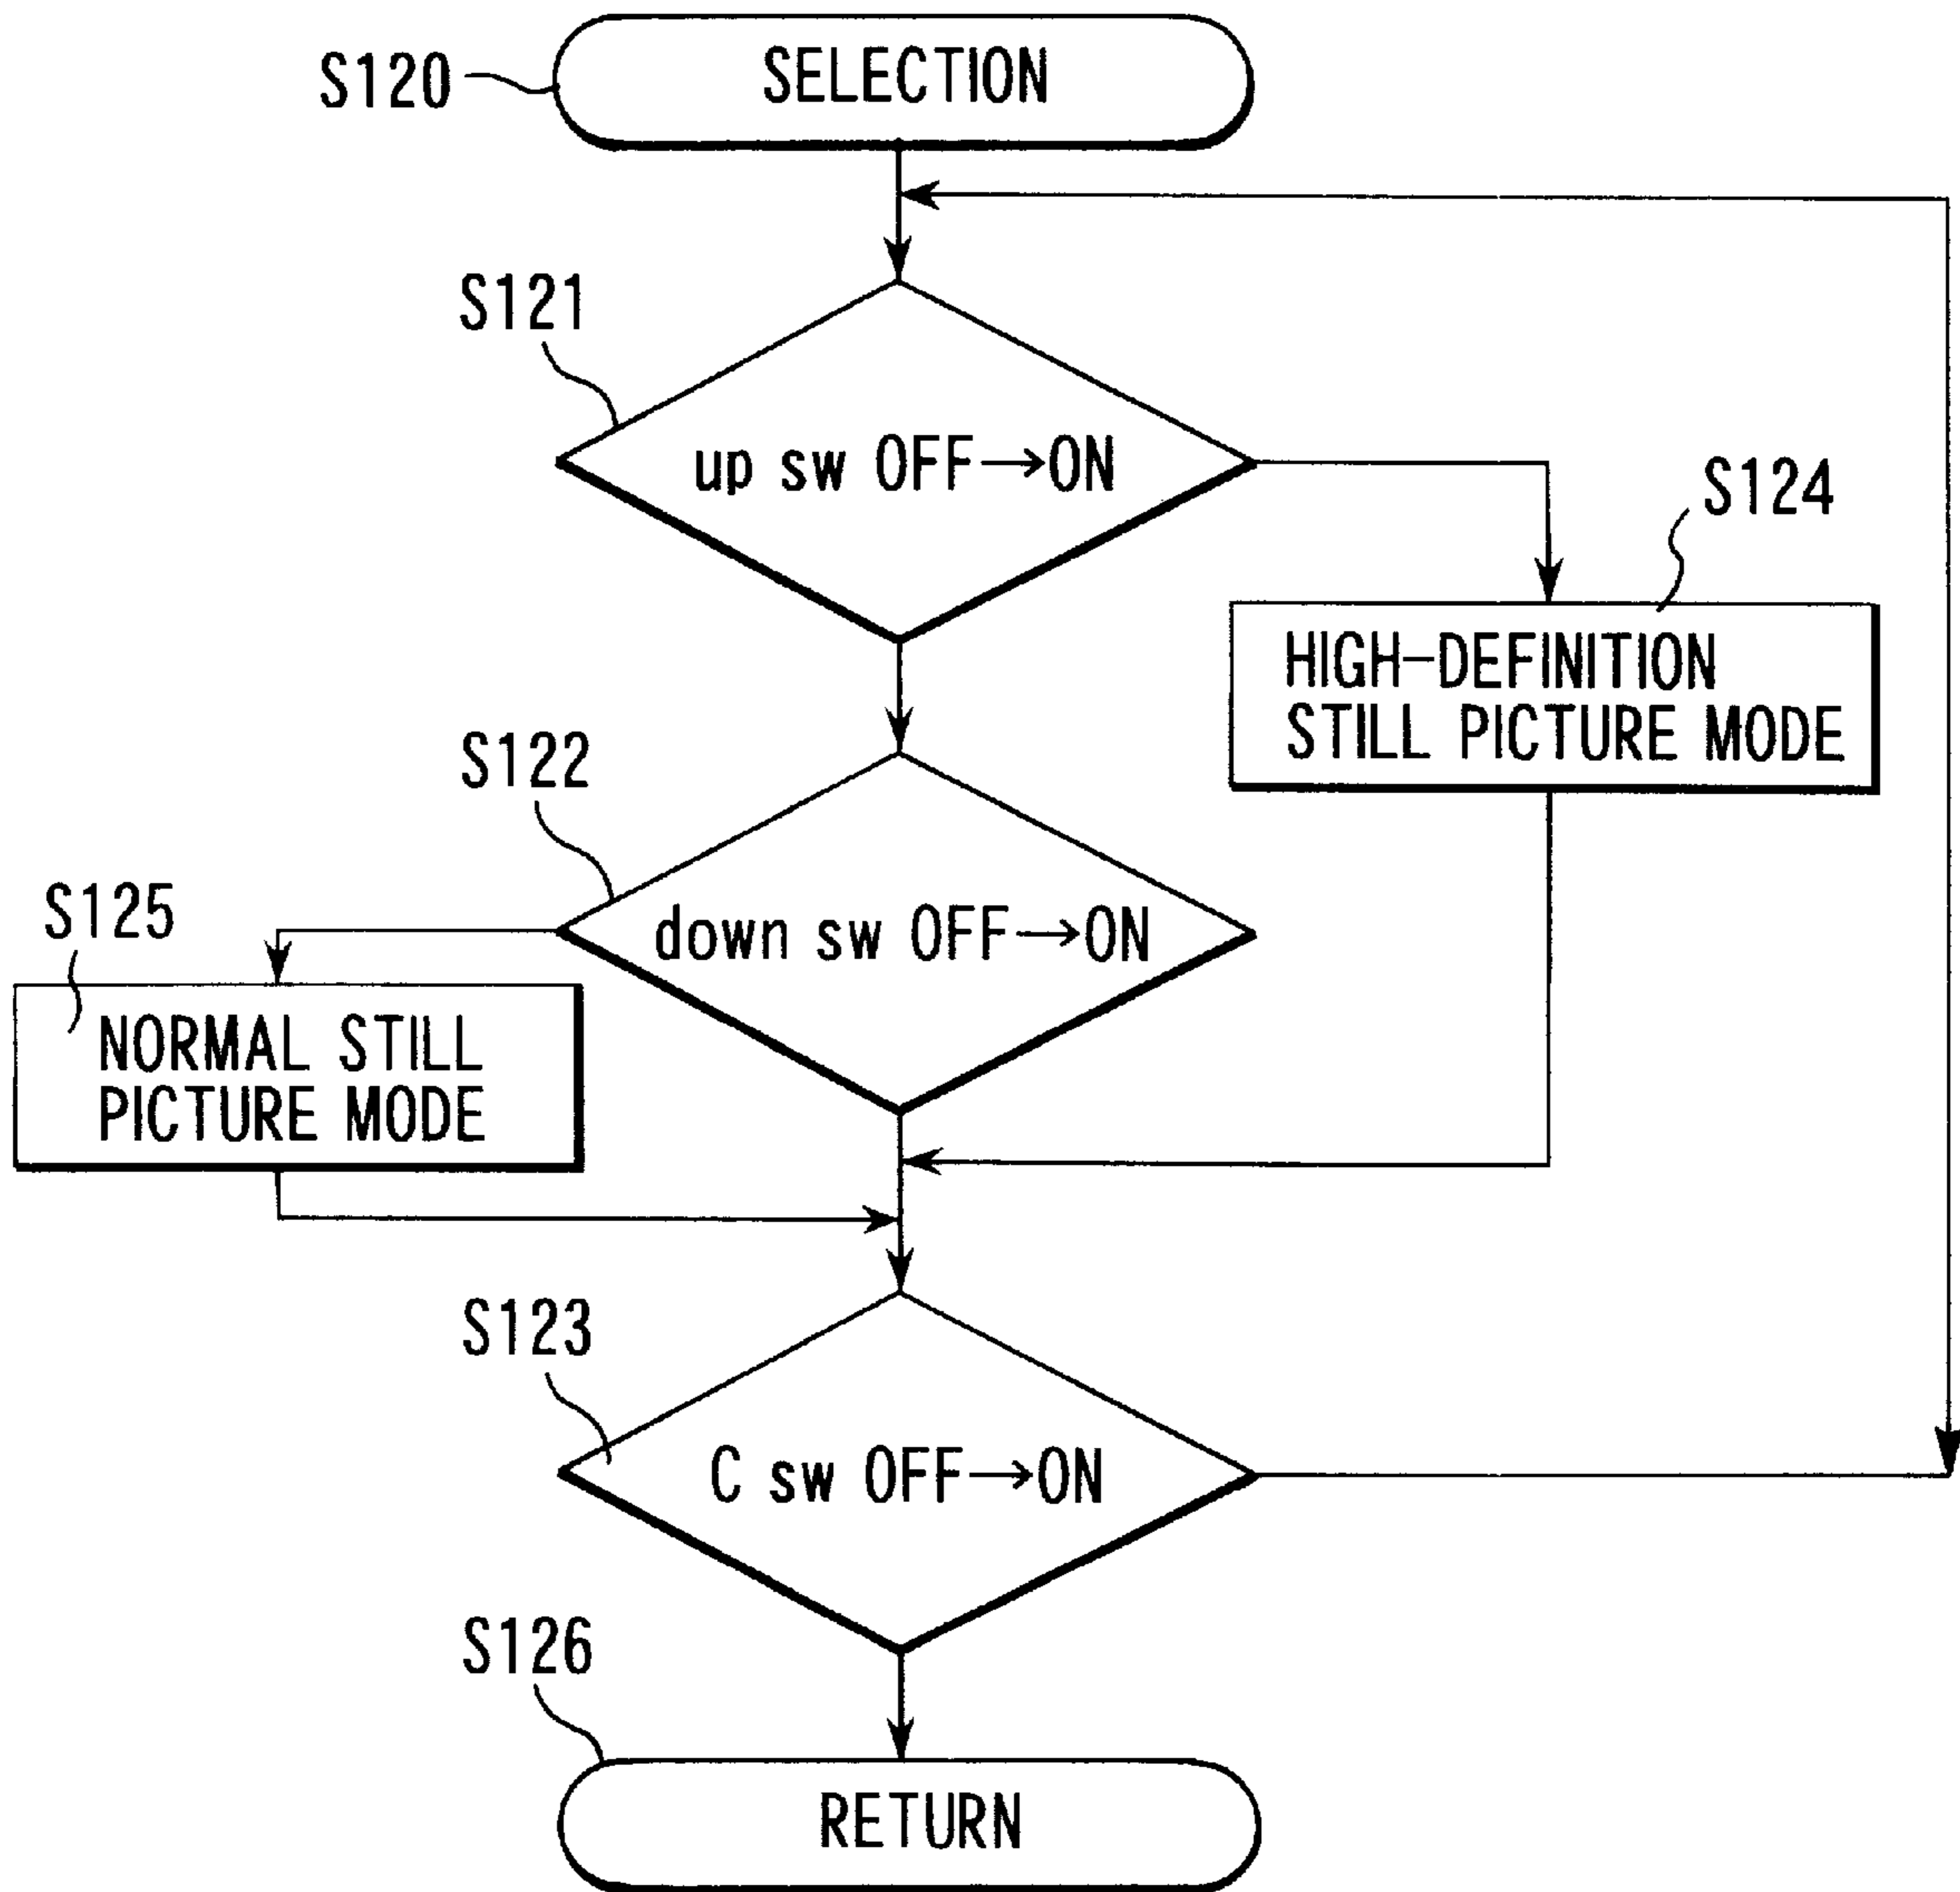 S120
SELECTION
S121
up sw OFF→ON
S124
HIGH-DEFINITION
STILL PICTURE MODE
S122
down sw OFF→ON
S125
NORMAL STILL
PICTURE MODE
S123
C sw OFF→ON
S126
RETURN